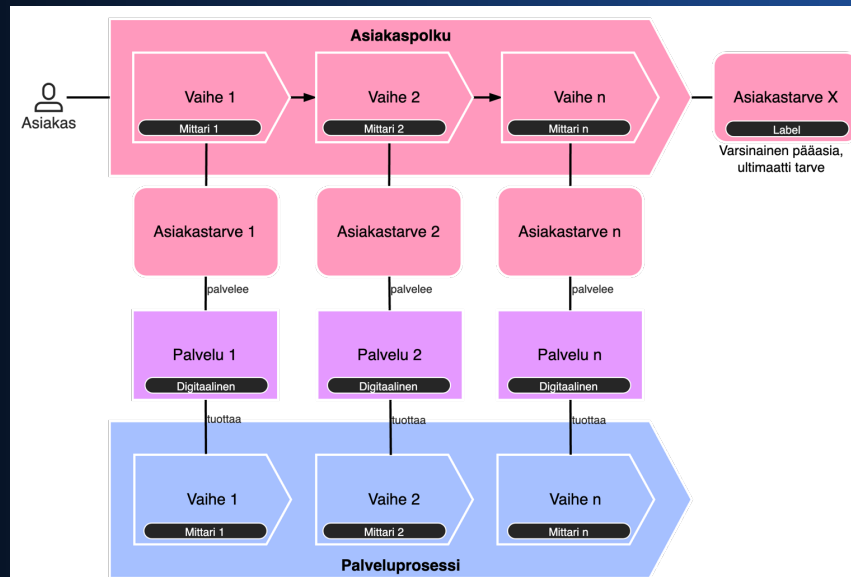 Asiakaspolku
Asiakas
Vaihe 1
Mittari 1
Vaihe 2
Mittari 2
Vaihe n
Mittari n
Asiakastarve X
Label
Varsinainen pääasia,
ultimaatti tarve
Asiakastarve 1
Asiakastarve 2
Asiakastarve n
palvelee
palvelee
palvelee
Palvelu 1
Digitaalinen
Palvelu 2
Digitaalinen
Palvelu n
Digitaalinen
tuottaa
tuottaa
tuottaa
Vaihe 1
Mittari 1
Vaihe 2
Mittari 2
Vaihe n
Mittari n
Palveluprosessi